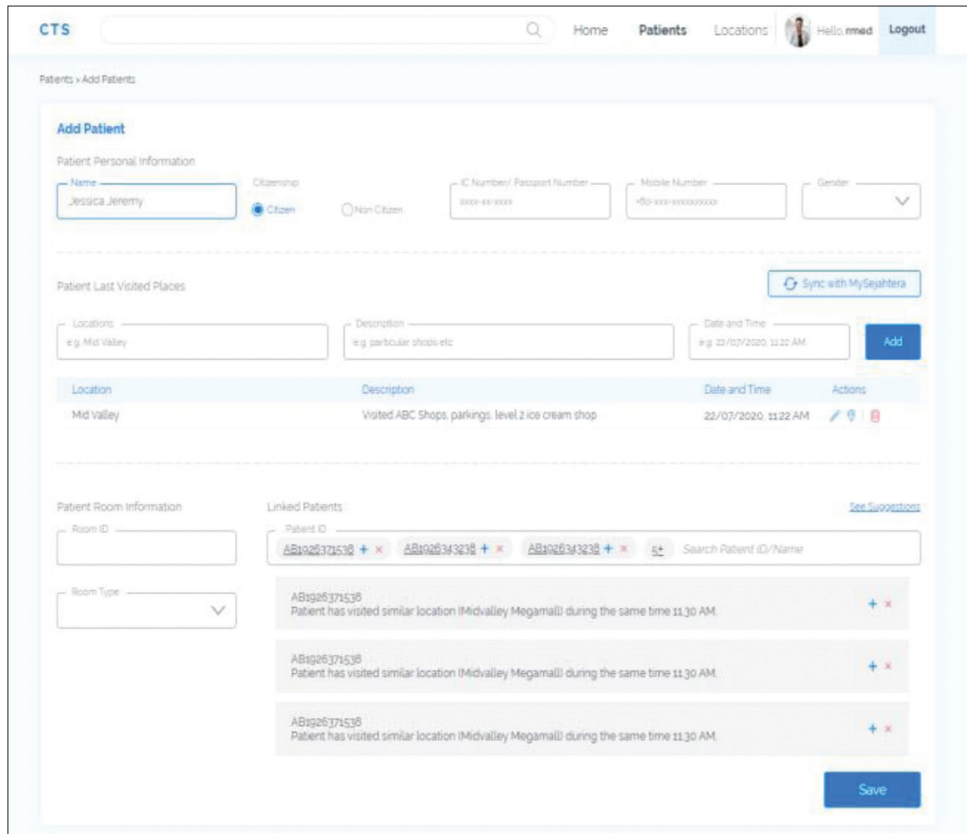 CTS
Home Patients Locations Hello, rmed Logout
Patients > Add Patients
Add Patient
Patient Personal Information
Name Citizenship IC Number/ Passport Number Mobile Number Gender
Jessica Jeremy Citizen Non Citizen
Patient Last Visited Places Sync with MySejahtera
Locations Description Date and Time
e.g. Mid Valley e.g. particular shops etc e.g. 22/07/2020, 11:22 AM Add
Location Description Date and Time Actions
Mid Valley Visited ABC Shops, parkings, level 2 ice cream shop 22/07/2020, 11:22 AM
Patient Room Information Linked Patients See Suggestions
Room ID Patient ID
AB1926371538 + × AB1926343238 + × AB1926343238 + × 5+ Search Patient ID/Name
Room Type
AB1926371538
Patient has visited similar location (Midvalley Megamall) during the same time 11.30 AM. + ×
AB1926371538
Patient has visited similar location (Midvalley Megamall) during the same time 11.30 AM. + ×
AB1926371538
Patient has visited similar location (Midvalley Megamall) during the same time 11.30 AM. + ×
Save